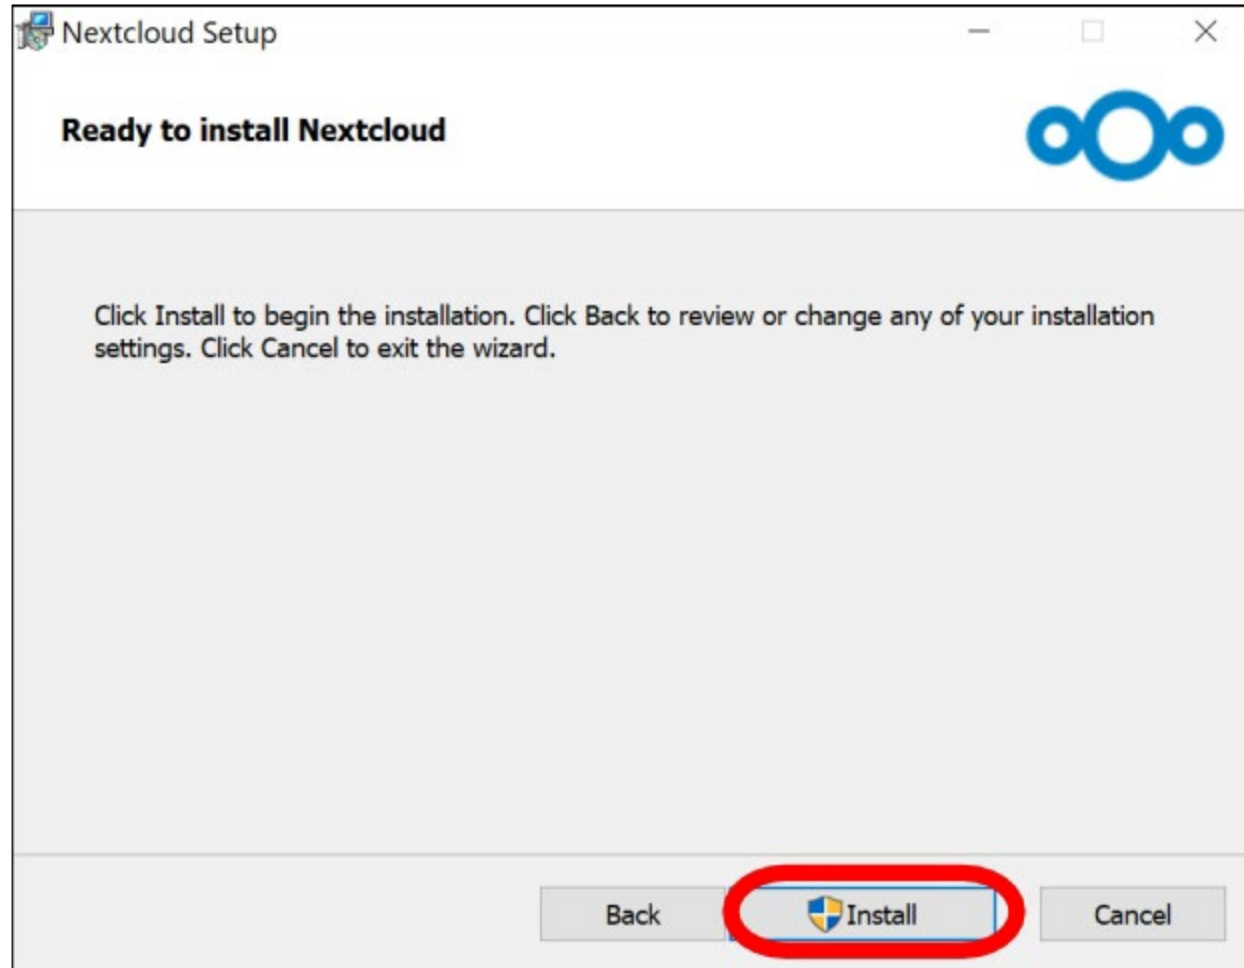 Nextcloud Setup
Ready to install Nextcloud
Click Install to begin the installation. Click Back to review or change any of your installation
settings. Click Cancel to exit the wizard.
Back
Install
Cancel